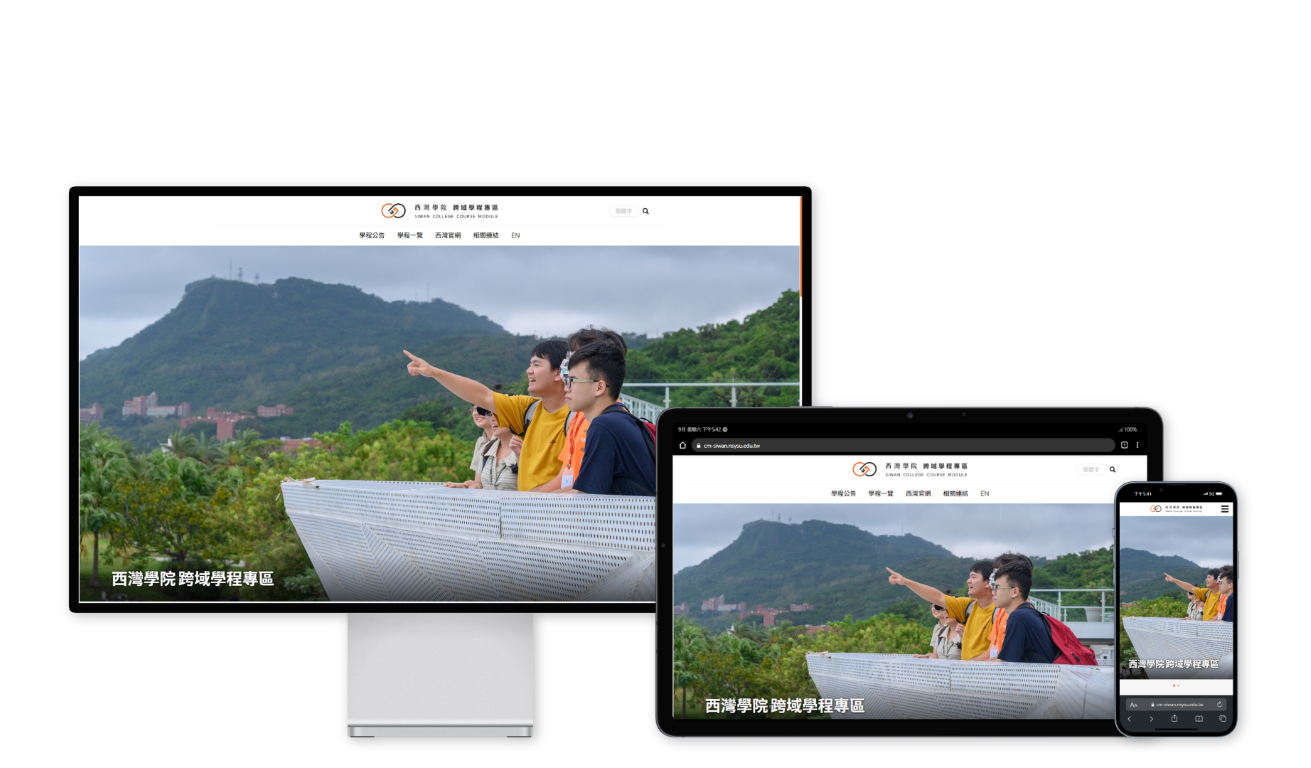 西灣學院 跨域學程專區
SIWAN COLLEGE COURSE MODULE
關鍵字
學程公告 學程一覽 西灣官網 相關連結 EN
西灣學院 跨域學程專區
9月 星期六 下午5:42
100%
cm-siwan.nsysu.edu.tw
西灣學院 跨域學程專區
SIWAN COLLEGE COURSE MODULE
關鍵字
學程公告 學程一覽 西灣官網 相關連結 EN
西灣學院 跨域學程專區
下午5:41
5G
西灣學院 跨域學程專區
SIWAN COLLEGE COURSE MODULE
西灣學院 跨域學程專區
AA cm-siwan.nsysu.edu.tw